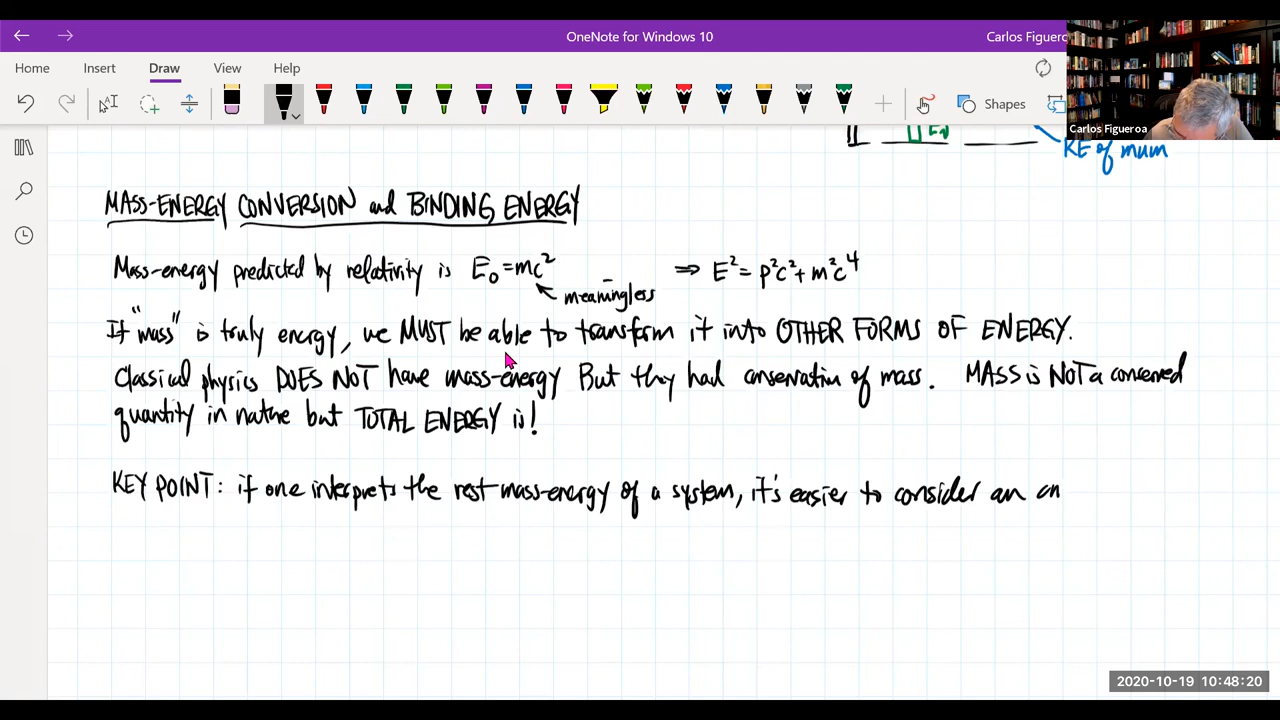 OneNote for Windows 10
Carlos Figuero
Home Insert Draw View Help
Shapes
Carlos Figueroa
KE of mum
MASS-ENERGY CONVERSION and BINDING ENERGY
Mass-energy predicted by relativity is E₀=mc² ⇒ E² = p²c² + m²c⁴
meaningless
If "mass" is truly energy, we MUST be able to transform it into OTHER FORMS OF ENERGY.
Classical physics DOES NOT have mass-energy But they had conservation of mass. MASS is NOT a conserved
quantity in nature but TOTAL ENERGY is!
KEY POINT: if one interprets the rest mass-energy of a system, it's easier to consider an en
2020-10-19 10:48:20